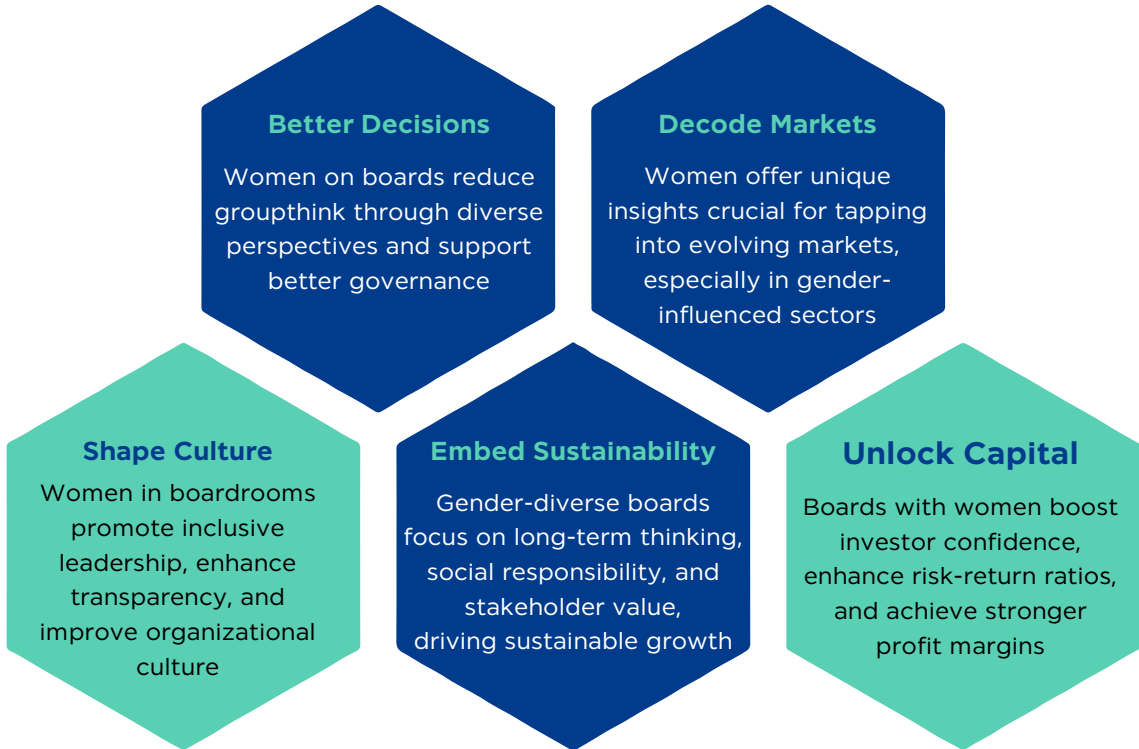 Better Decisions
Women on boards reduce
groupthink through diverse
perspectives and support
better governance
Decode Markets
Women offer unique
insights crucial for tapping
into evolving markets,
especially in gender-
influenced sectors
Shape Culture
Women in boardrooms
promote inclusive
leadership, enhance
transparency, and
improve organizational
culture
Embed Sustainability
Gender-diverse boards
focus on long-term thinking,
social responsibility, and
stakeholder value,
driving sustainable growth
Unlock Capital
Boards with women boost
investor confidence,
enhance risk-return ratios,
and achieve stronger
profit margins